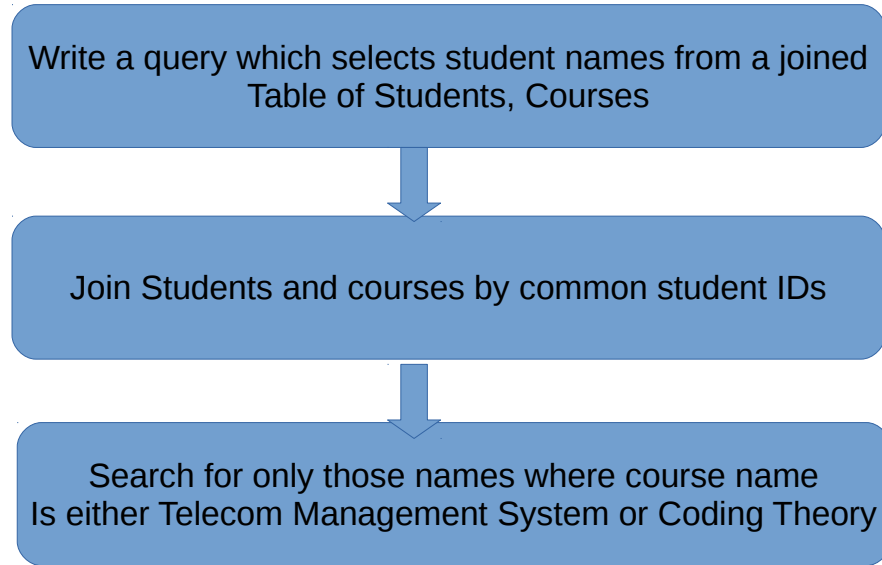 Write a query which selects student names from a joined
Table of Students, Courses
Join Students and courses by common student IDs
Search for only those names where course name
Is either Telecom Management System or Coding Theory